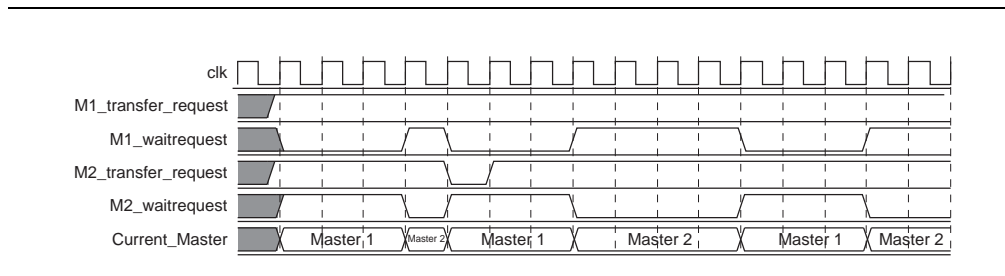 clk
M1_transfer_request
M1_waitrequest
M2_transfer_request
M2_waitrequest
Current_Master Master 1 Master 2 Master 1 Master 2 Master 1 Master 2